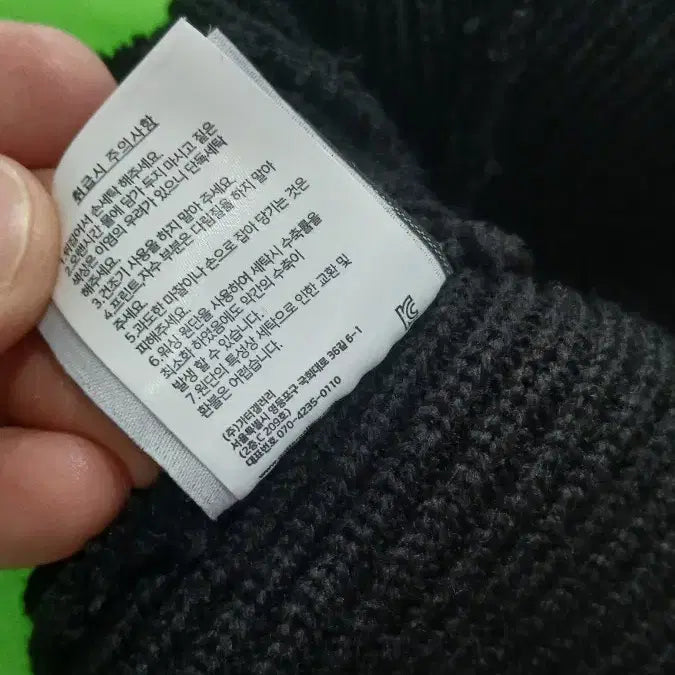 취급시 주의사항
1.뒤집어서 손세탁 해주세요.
2.오랜시간 물에 담가 두지 마시고 짙은
색상은 이염의 우려가 있으니 단독세탁
해주세요.
3.건조기 사용을 하지 말아 주세요.
4.프린트,자수 부분은 다림질을 하지 말아
주세요.
5.과도한 마찰이나 손으로 잡아 당기는 것은
피해주세요.
6.워싱 원단을 사용하여 세탁시 수축률을
최소화 하였음에도 약간의 수축이
발생 할 수 있습니다.
7.원단의 특성상 세탁으로 인한 교환 및
환불은 어렵습니다.
(주)기타갤러리
서울특별시 영등포구 국회대로 36길 6-1
(2층,C 209호)
대표번호 070-4235-0110